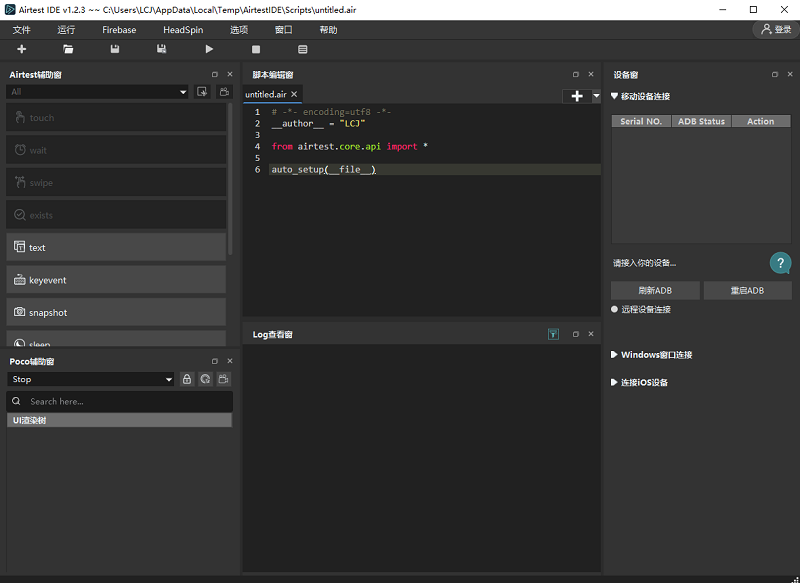 Airtest IDE v1.2.3 ~~ C:\Users\LCJ\AppData\Local\Temp\AirtestIDE\Scripts\untitled.air
文件 运行 Firebase HeadSpin 选项 窗口 帮助 登录
Airtest辅助窗
All
touch
wait
swipe
exists
text
keyevent
snapshot
sleep
Poco辅助窗
Stop
Search here...
UI渲染树
脚本编辑窗
untitled.air
1 # -*- encoding=utf8 -*-
2 __author__ = "LCJ"
3
4 from airtest.core.api import *
5
6 auto_setup(__file__)
Log查看窗
设备窗
移动设备连接
Serial NO. ADB Status Action
请接入你的设备...
?
刷新ADB 重启ADB
远程设备连接
Windows窗口连接
连接iOS设备